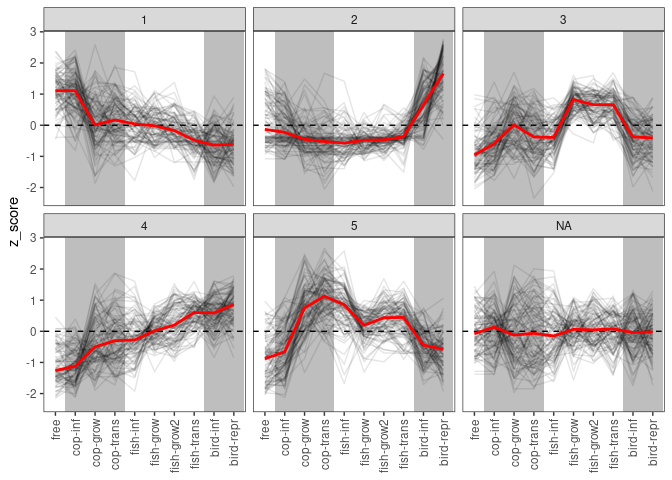 1 2 3
3
2
1
0
-1
-2
z_score
4 5 NA
3
2
1
0
-1
-2
free cop-inf cop-grow cop-trans fish-inf fish-grow fish-grow2 fish-trans bird-inf bird-repr
free cop-inf cop-grow cop-trans fish-inf fish-grow fish-grow2 fish-trans bird-inf bird-repr
free cop-inf cop-grow cop-trans fish-inf fish-grow fish-grow2 fish-trans bird-inf bird-repr